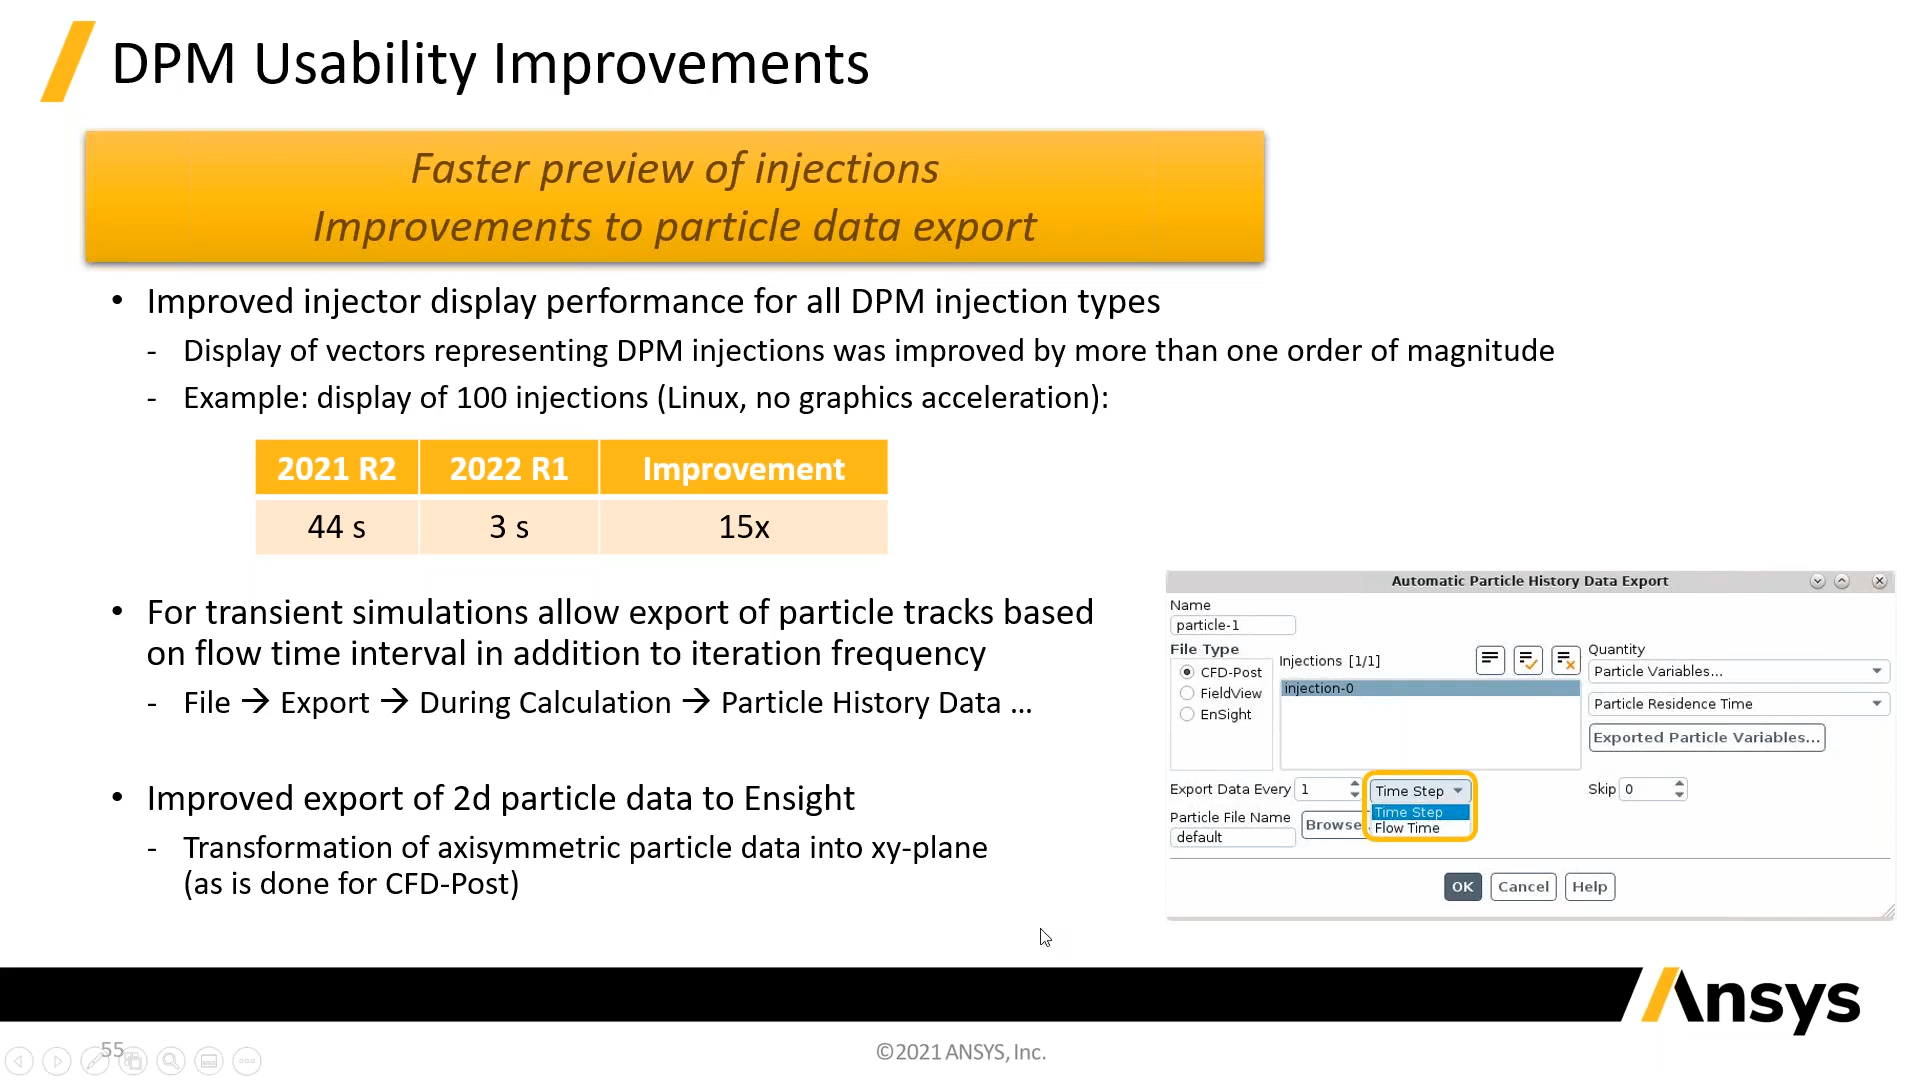 DPM Usability Improvements
Faster preview of injections
Improvements to particle data export
• Improved injector display performance for all DPM injection types
- Display of vectors representing DPM injections was improved by more than one order of magnitude
- Example: display of 100 injections (Linux, no graphics acceleration):
2021 R2 2022 R1 Improvement
44 s 3 s 15x
• For transient simulations allow export of particle tracks based
on flow time interval in addition to iteration frequency
- File → Export → During Calculation → Particle History Data ...
• Improved export of 2d particle data to Ensight
- Transformation of axisymmetric particle data into xy-plane
(as is done for CFD-Post)
Automatic Particle History Data Export
Name
particle-1
File Type
CFD-Post
FieldView
EnSight
Injections [1/1]
injection-0
Quantity
Particle Variables...
Particle Residence Time
Exported Particle Variables...
Export Data Every 1 Time Step
Time Step
Flow Time
Skip 0
Particle File Name
default
Browse
OK Cancel Help
Ansys
55
©2021 ANSYS, Inc.